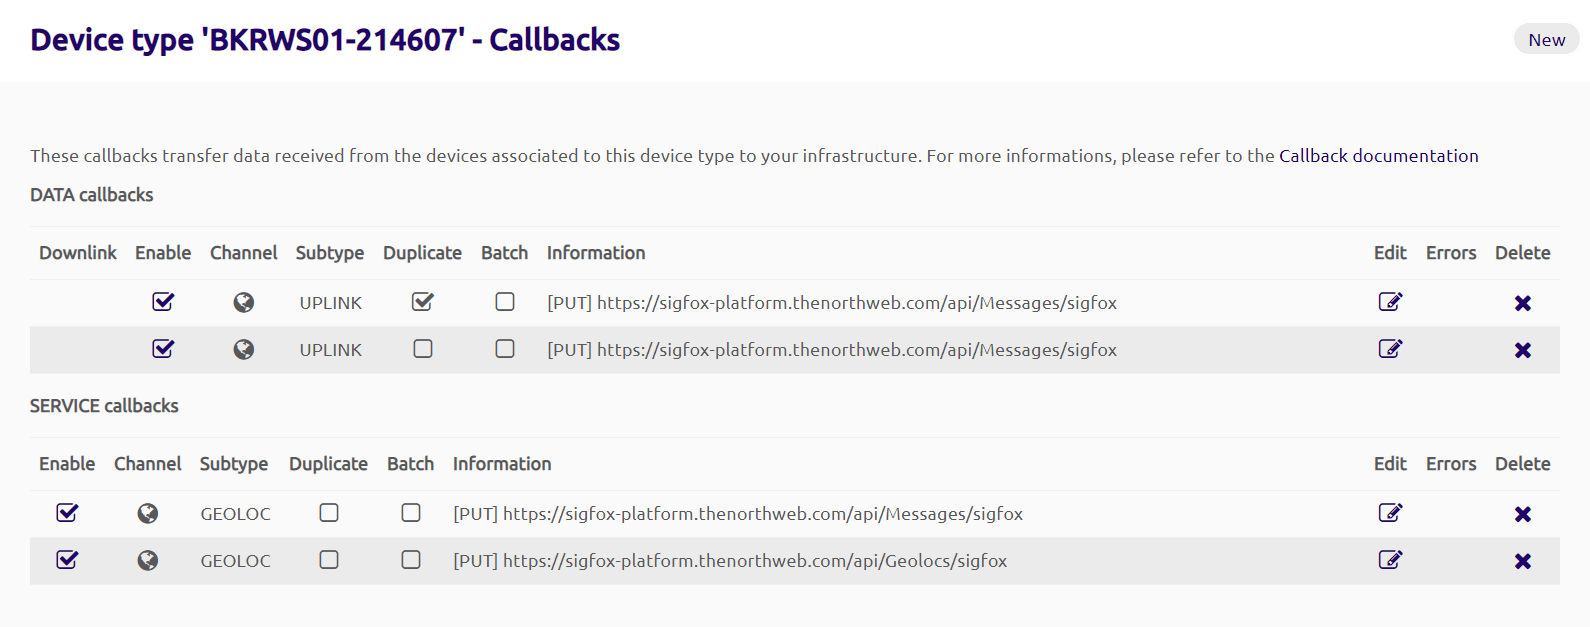 Device type 'BKRWS01-214607' - Callbacks
New
These callbacks transfer data received from the devices associated to this device type to your infrastructure. For more informations, please refer to the Callback documentation
DATA callbacks
Downlink Enable Channel Subtype Duplicate Batch Information Edit Errors Delete
UPLINK [PUT] https://sigfox-platform.thenorthweb.com/api/Messages/sigfox
UPLINK [PUT] https://sigfox-platform.thenorthweb.com/api/Messages/sigfox
SERVICE callbacks
Enable Channel Subtype Duplicate Batch Information Edit Errors Delete
GEOLOC [PUT] https://sigfox-platform.thenorthweb.com/api/Messages/sigfox
GEOLOC [PUT] https://sigfox-platform.thenorthweb.com/api/Geolocs/sigfox